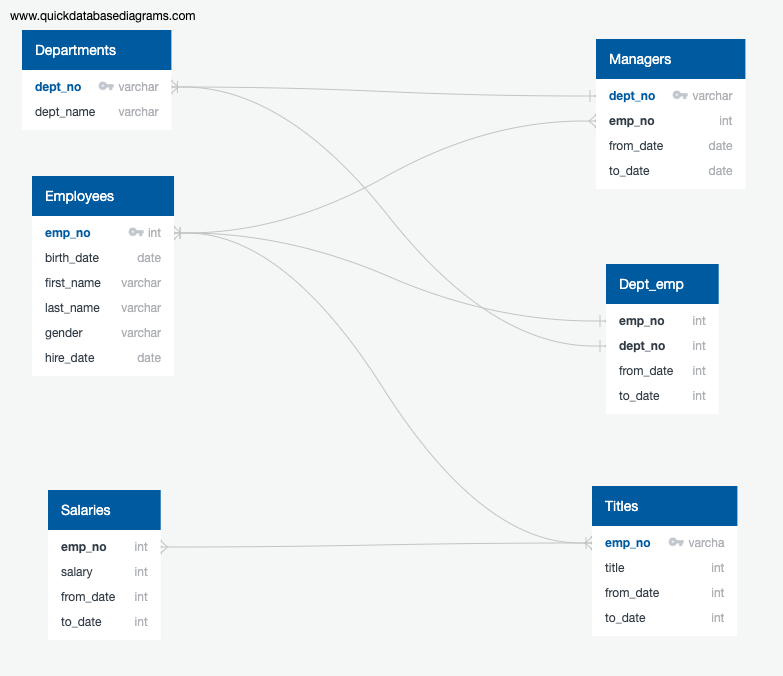 www.quickdatabasediagrams.com
Departments
dept_no varchar
dept_name varchar
Employees
emp_no int
birth_date date
first_name varchar
last_name varchar
gender varchar
hire_date date
Salaries
emp_no int
salary int
from_date int
to_date int
Managers
dept_no varchar
emp_no int
from_date date
to_date date
Dept_emp
emp_no int
dept_no int
from_date int
to_date int
Titles
emp_no varcha
title int
from_date int
to_date int